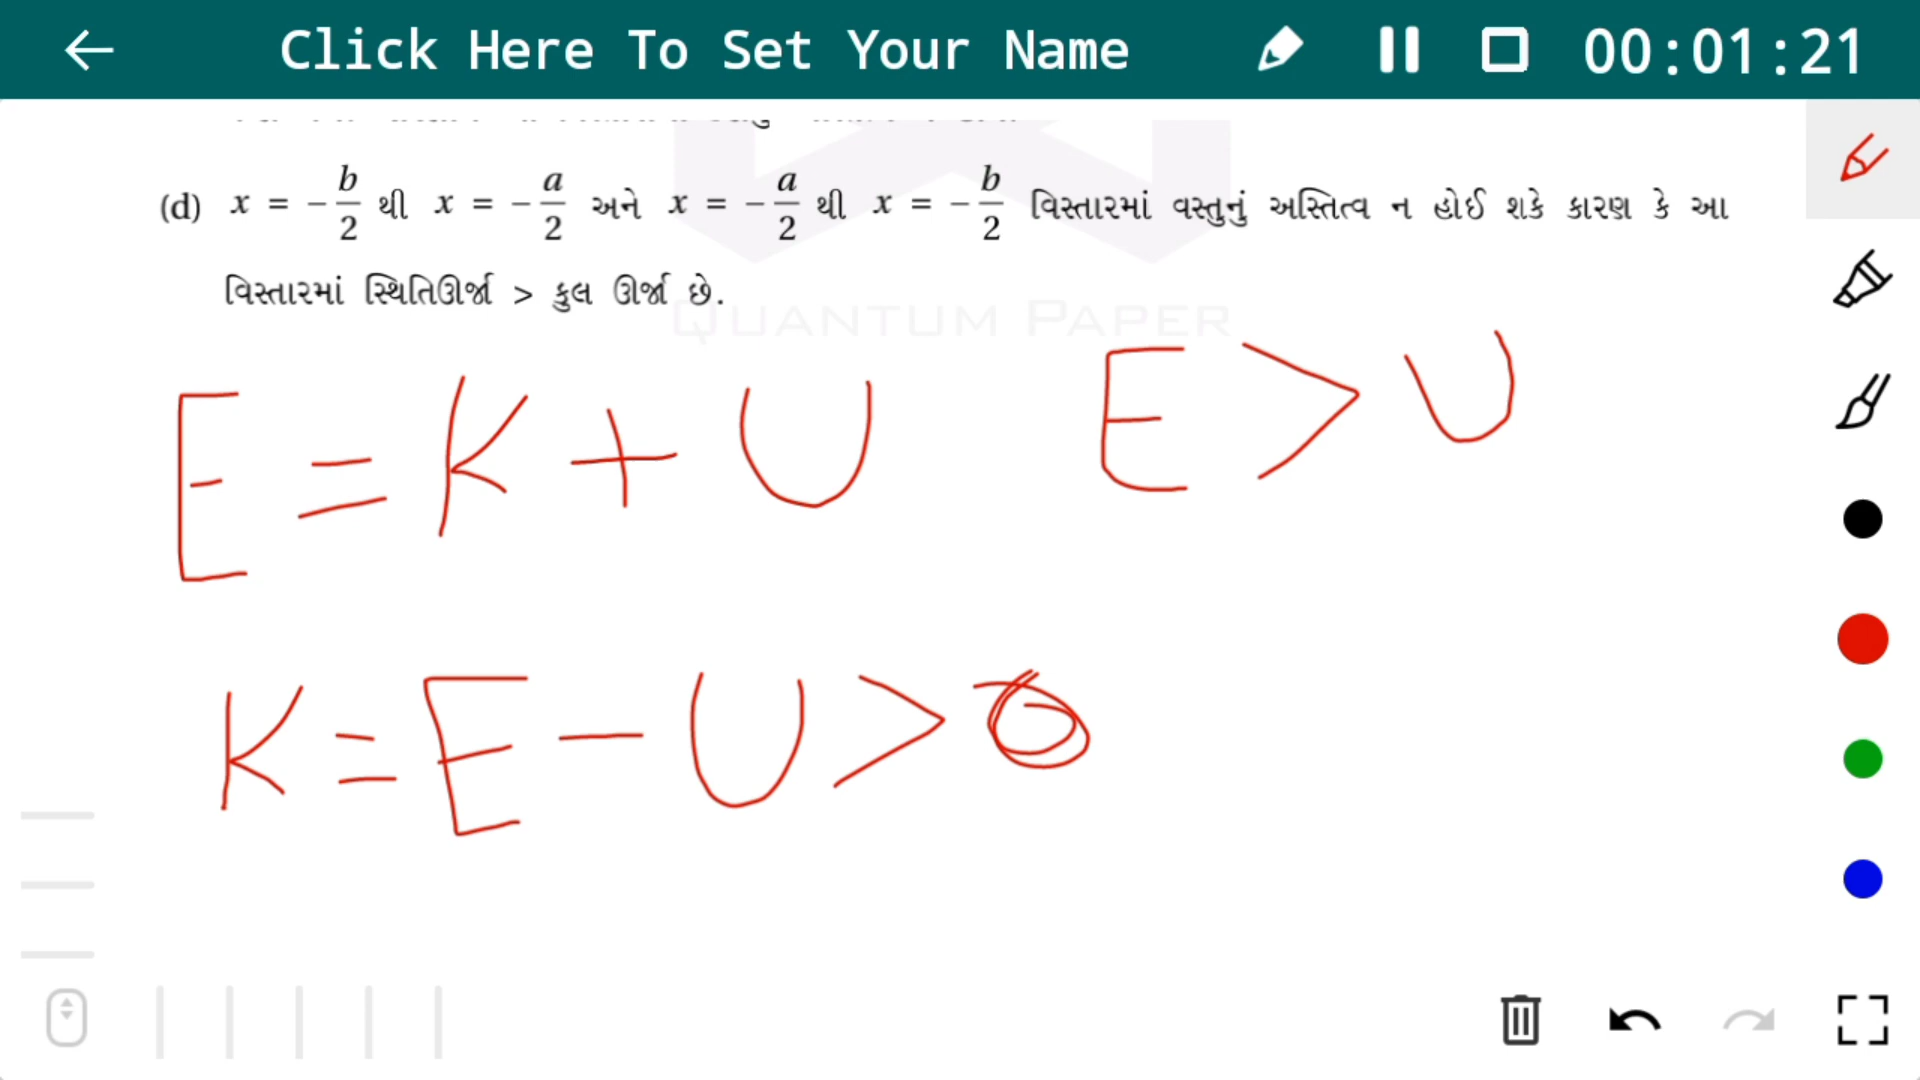 Click Here To Set Your Name 00:01:21
(d) x = -b/2 થી x = -a/2 અને x = -a/2 થી x = -b/2 વિસ્તારમાં વસ્તુનું અસ્તિત્વ ન હોઈ શકે કારણ કે આ
વિસ્તારમાં સ્થિતિઊર્જા > કુલ ઊર્જા છે.
QUANTUM PAPER
E = K + U E > U
K = E - U > 0